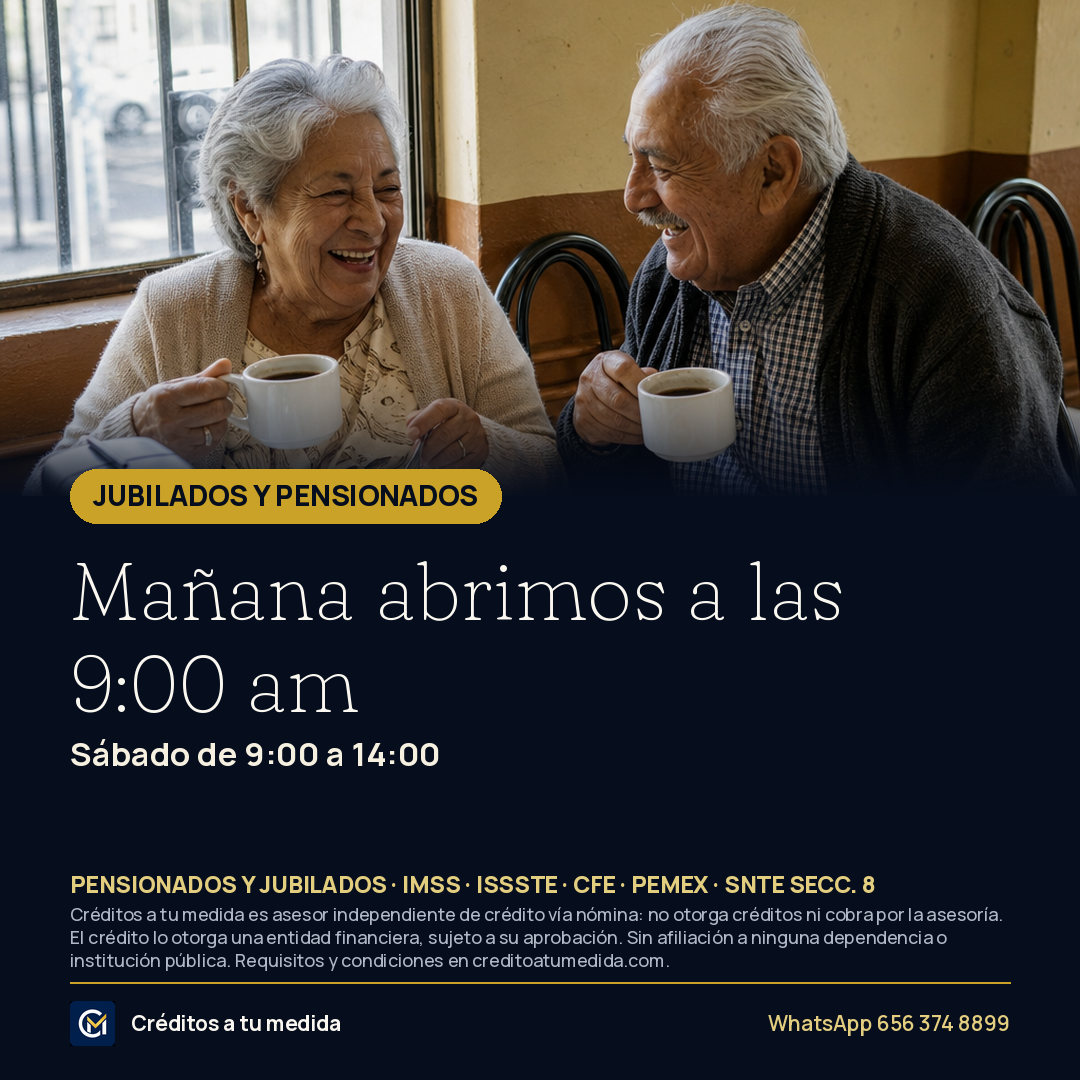 JUBILADOS Y PENSIONADOS
Mañana abrimos a las
9:00 am
Sábado de 9:00 a 14:00
PENSIONADOS Y JUBILADOS · IMSS · ISSSTE · CFE · PEMEX · SNTE SECC. 8
Créditos a tu medida es asesor independiente de crédito vía nómina: no otorga créditos ni cobra por la asesoría.
El crédito lo otorga una entidad financiera, sujeto a su aprobación. Sin afiliación a ninguna dependencia o
institución pública. Requisitos y condiciones en creditoatumedida.com.
Créditos a tu medida
WhatsApp 656 374 8899